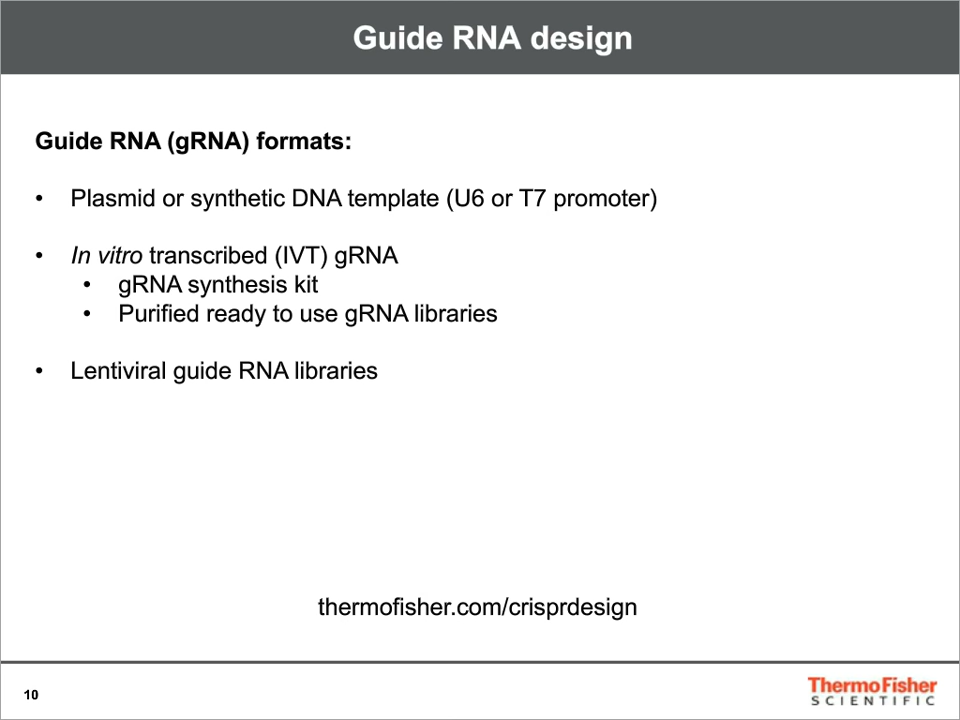 Guide RNA design
Guide RNA (gRNA) formats:
• Plasmid or synthetic DNA template (U6 or T7 promoter)
• In vitro transcribed (IVT) gRNA
• gRNA synthesis kit
• Purified ready to use gRNA libraries
• Lentiviral guide RNA libraries
thermofisher.com/crisprdesign
10
ThermoFisher
SCIENTIFIC